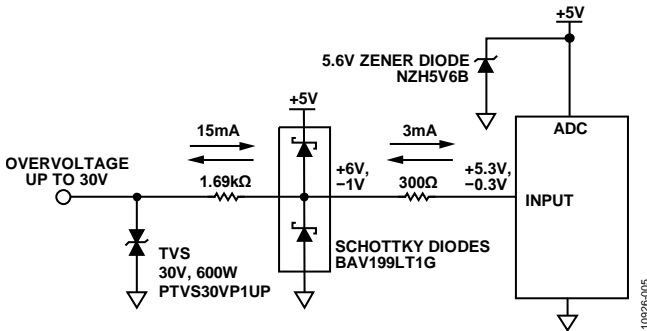 +5V
5.6V ZENER DIODE
NZH5V6B
+5V
15mA
3mA
ADC
OVERVOLTAGE
UP TO 30V
1.69kΩ
+6V,
−1V
300Ω
+5.3V,
−0.3V
INPUT
TVS
30V, 600W
PTVS30VP1UP
SCHOTTKY DIODES
BAV199LT1G
10926-005